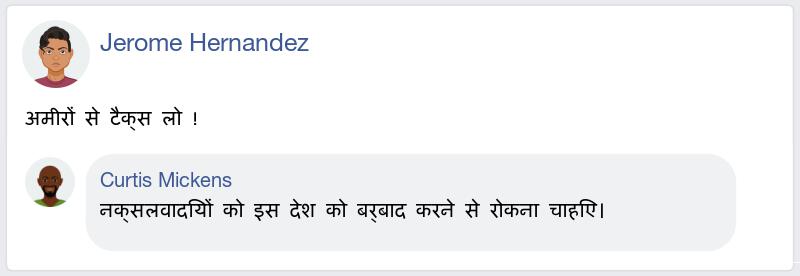 Jerome Hernandez
अमीरों से टैक्स लो !
Curtis Mickens
नक्सलवादियों को इस देश को बर्बाद करने से रोकना चाहिए।